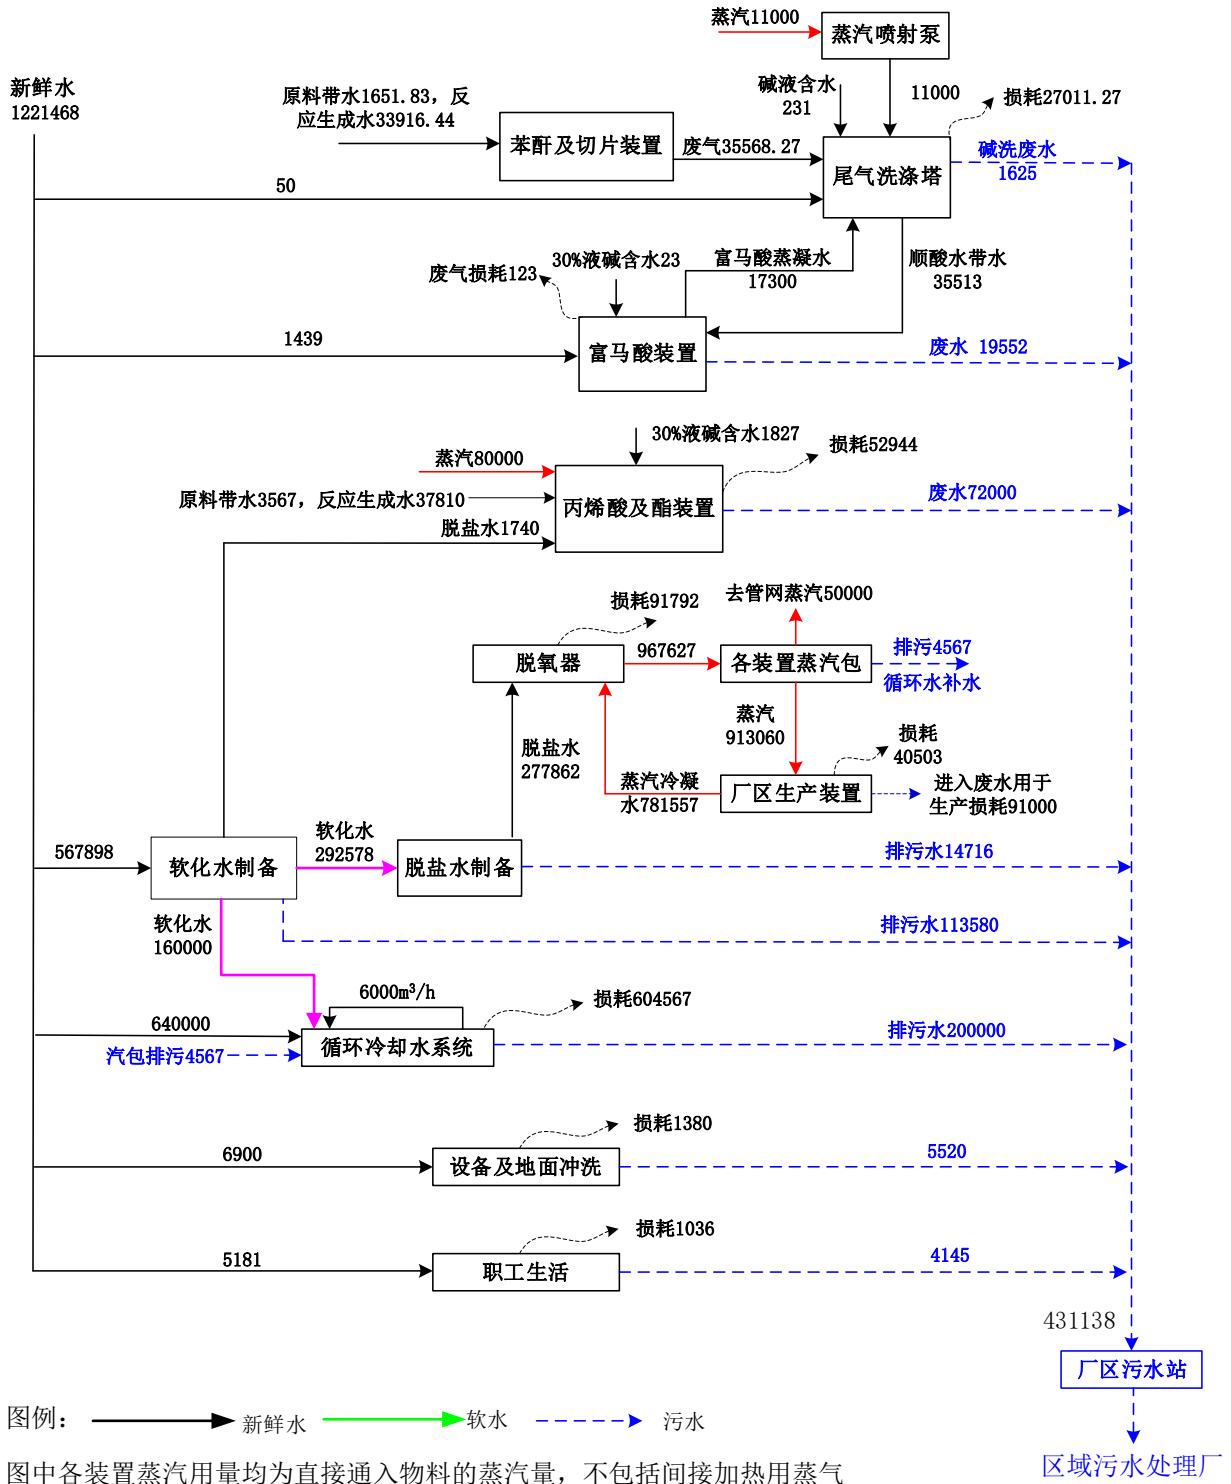 蒸汽11000
蒸汽喷射泵
新鲜水
1221468
原料带水1651.83，反
应生成水33916.44
碱液含水
231
11000
损耗27011.27
苯酐及切片装置
废气35568.27
尾气洗涤塔
碱洗废水
1625
50
废气损耗123
30%液碱含水23
富马酸蒸凝水
17300
顺酸水带水
35513
1439
富马酸装置
废水 19552
30%液碱含水1827
损耗52944
蒸汽80000
原料带水3567，反应生成水37810
丙烯酸及酯装置
废水72000
脱盐水1740
损耗91792
去管网蒸汽50000
脱氧器
967627
各装置蒸汽包
排污4567
循环水补水
蒸汽
913060
脱盐水
277862
损耗
40503
蒸汽冷凝
水781557
厂区生产装置
进入废水用于
生产损耗91000
567898
软化水制备
软化水
292578
脱盐水制备
排污水14716
软化水
160000
排污水113580
6000m³/h
损耗604567
640000
循环冷却水系统
排污水200000
汽包排污4567
损耗1380
6900
设备及地面冲洗
5520
损耗1036
5181
职工生活
4145
431138
厂区污水站
图例：
新鲜水
软水
污水
区域污水处理厂
图中各装置蒸汽用量均为直接通入物料的蒸汽量，不包括间接加热用蒸气